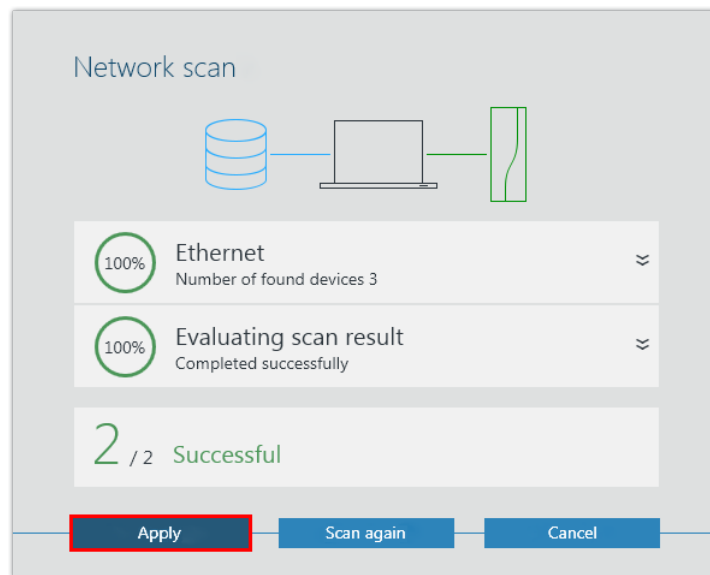 Network scan
100%
Ethernet
Number of found devices 3
100%
Evaluating scan result
Completed successfully
2 / 2 Successful
Apply
Scan again
Cancel